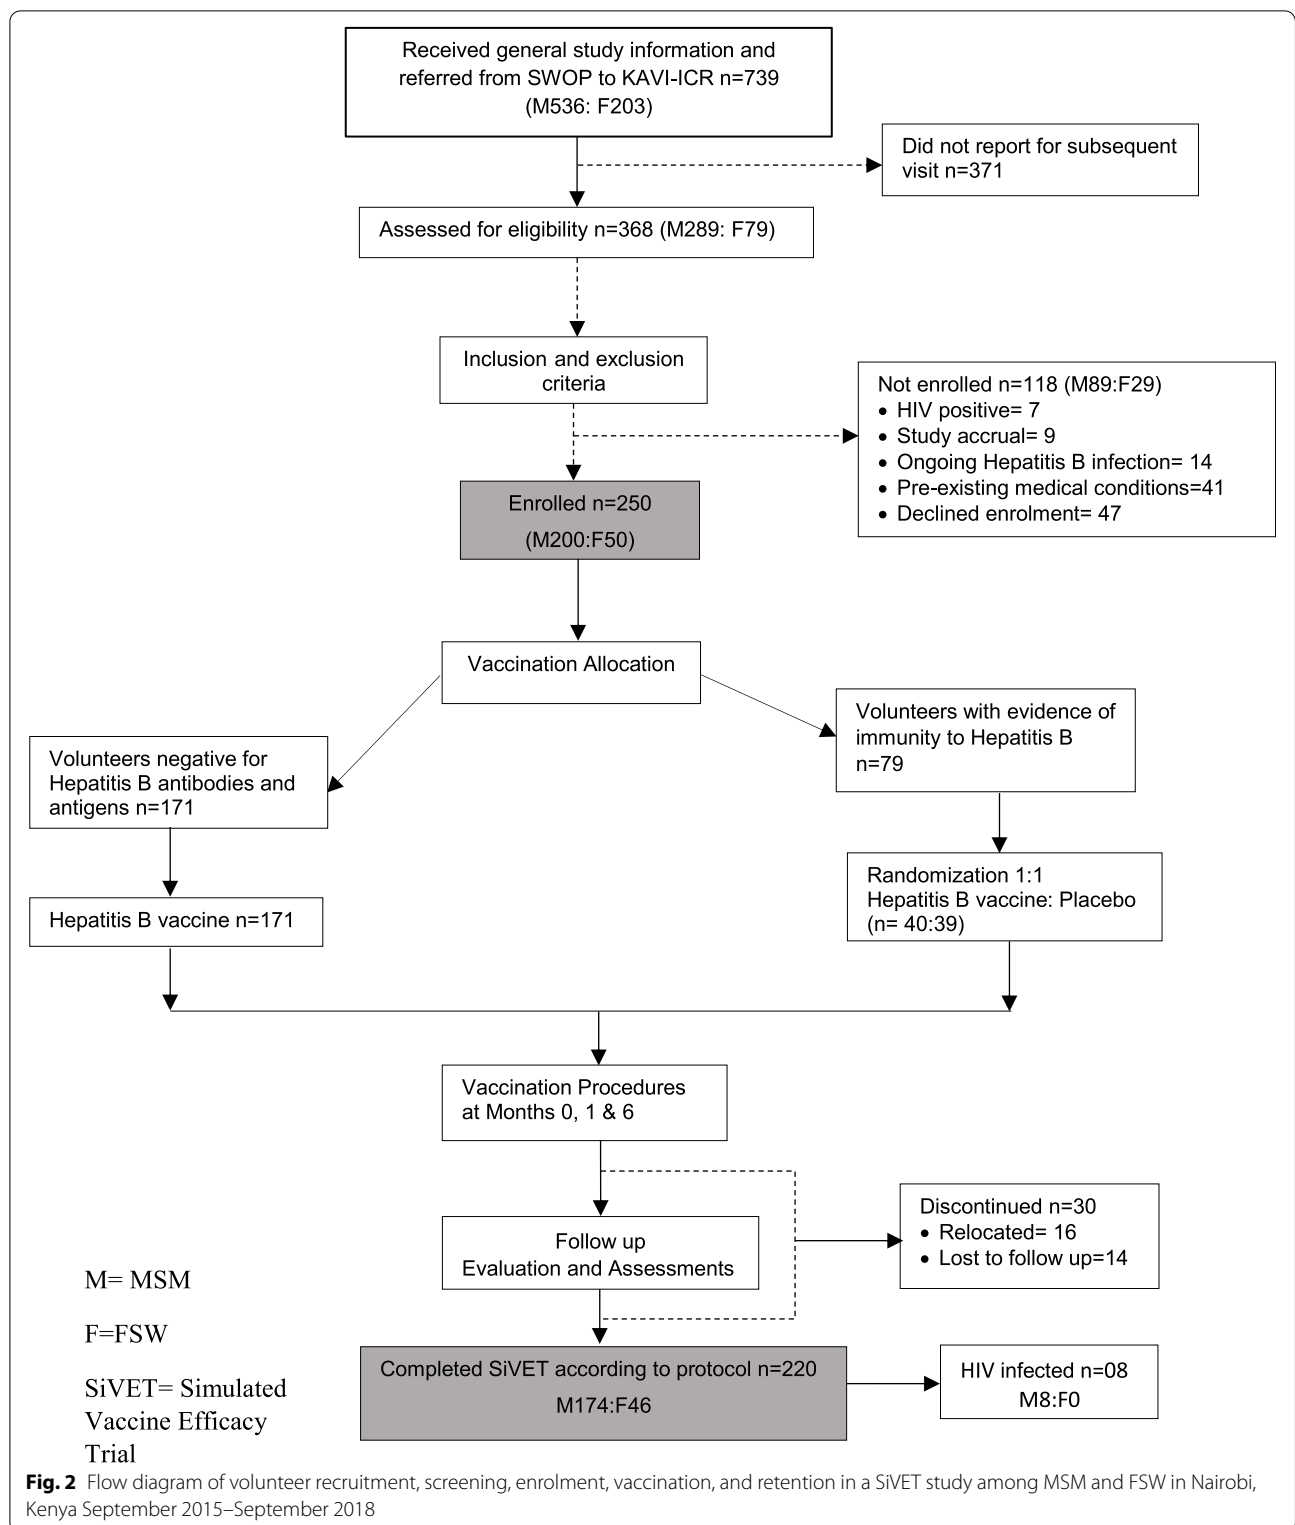 Received general study information and
referred from SWOP to KAVI-ICR n=739
(M536: F203)
Did not report for subsequent
visit n=371
Assessed for eligibility n=368 (M289: F79)
Inclusion and exclusion
criteria
Not enrolled n=118 (M89:F29)
• HIV positive= 7
• Study accrual= 9
• Ongoing Hepatitis B infection= 14
• Pre-existing medical conditions=41
• Declined enrolment= 47
Enrolled n=250
(M200:F50)
Vaccination Allocation
Volunteers with evidence of
immunity to Hepatitis B
n=79
Volunteers negative for
Hepatitis B antibodies and
antigens n=171
Randomization 1:1
Hepatitis B vaccine: Placebo
(n= 40:39)
Hepatitis B vaccine n=171
Vaccination Procedures
at Months 0, 1 & 6
Discontinued n=30
• Relocated= 16
• Lost to follow up=14
Follow up
Evaluation and Assessments
M= MSM
F=FSW
SiVET= Simulated
Vaccine Efficacy
Trial
Completed SiVET according to protocol n=220
M174:F46
HIV infected n=08
M8:F0
Fig. 2 Flow diagram of volunteer recruitment, screening, enrolment, vaccination, and retention in a SiVET study among MSM and FSW in Nairobi,
Kenya September 2015–September 2018